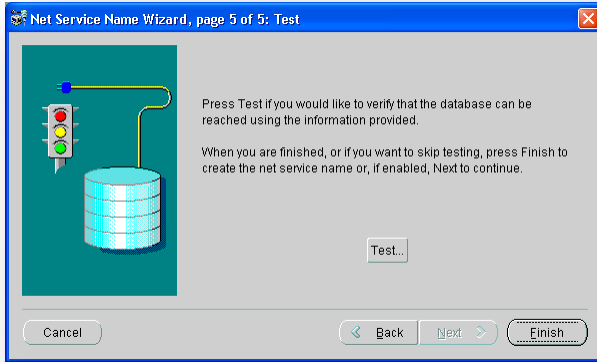 Net Service Name Wizard, page 5 of 5: Test
Press Test if you would like to verify that the database can be
reached using the information provided.
When you are finished, or if you want to skip testing, press Finish to
create the net service name or, if enabled, Next to continue.
Test...
Cancel
Back
Next
Finish